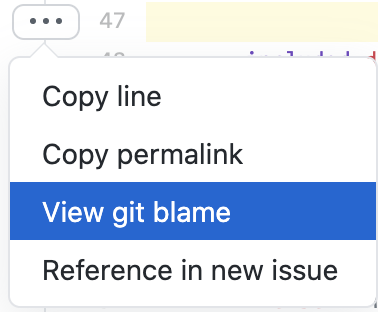 47
Copy line
Copy permalink
View git blame
Reference in new issue